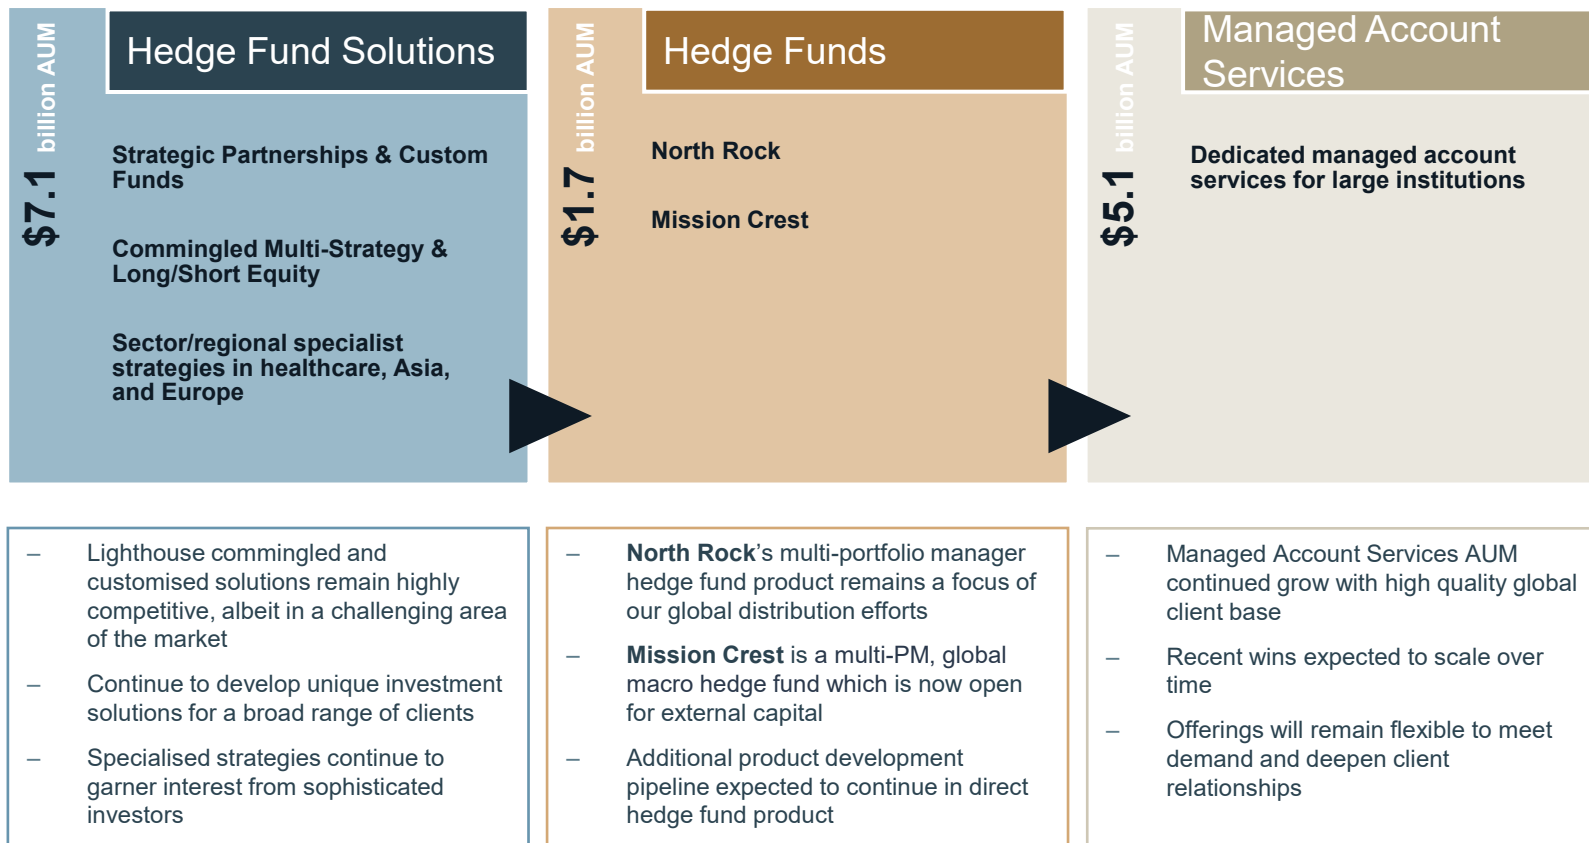 $7.1 billion AUM
Hedge Fund Solutions
Strategic Partnerships & Custom
Funds
Commingled Multi-Strategy &
Long/Short Equity
Sector/regional specialist
strategies in healthcare, Asia,
and Europe
$1.7 billion AUM
Hedge Funds
North Rock
Mission Crest
$5.1 billion AUM
Managed Account
Services
Dedicated managed account
services for large institutions
– Lighthouse commingled and
customised solutions remain highly
competitive, albeit in a challenging area
of the market
– Continue to develop unique investment
solutions for a broad range of clients
– Specialised strategies continue to
garner interest from sophisticated
investors
– North Rock’s multi-portfolio manager
hedge fund product remains a focus of
our global distribution efforts
– Mission Crest is a multi-PM, global
macro hedge fund which is now open
for external capital
– Additional product development
pipeline expected to continue in direct
hedge fund product
– Managed Account Services AUM
continued grow with high quality global
client base
– Recent wins expected to scale over
time
– Offerings will remain flexible to meet
demand and deepen client
relationships